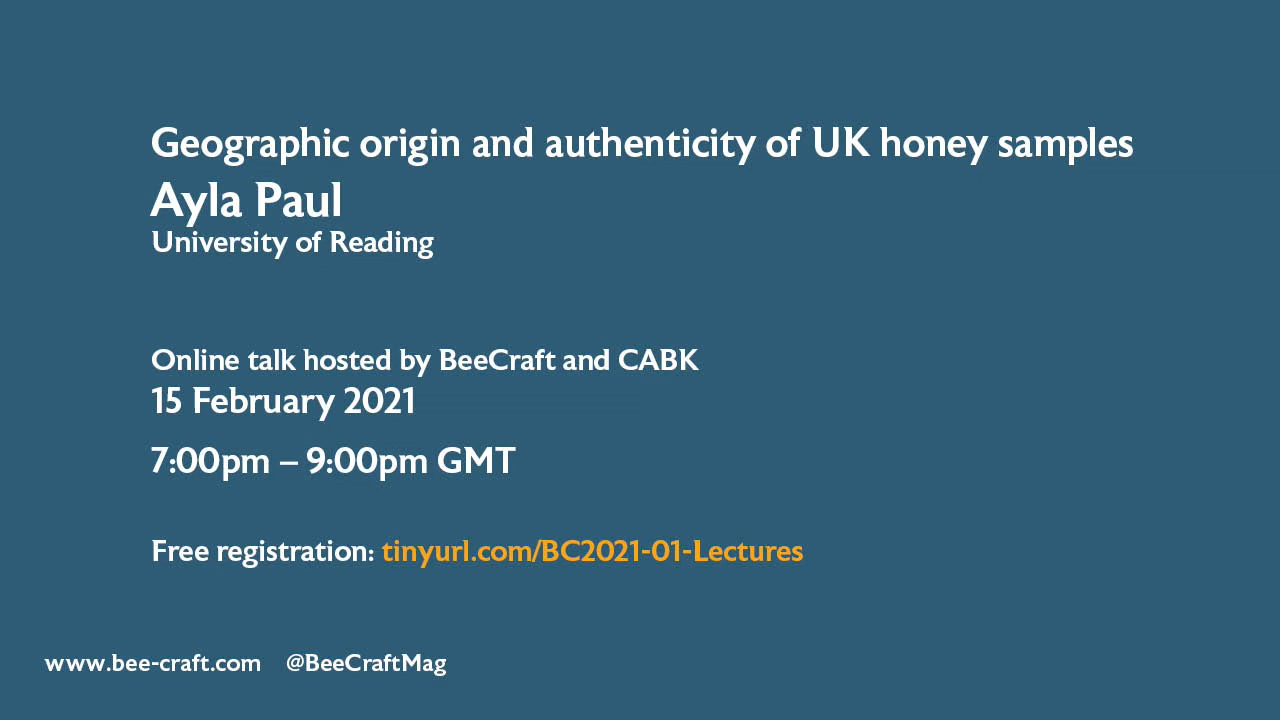 Geographic origin and authenticity of UK honey samples
Ayla Paul
University of Reading
Online talk hosted by BeeCraft and CABK
15 February 2021
7:00pm – 9:00pm GMT
Free registration: tinyurl.com/BC2021-01-Lectures
www.bee-craft.com @BeeCraftMag